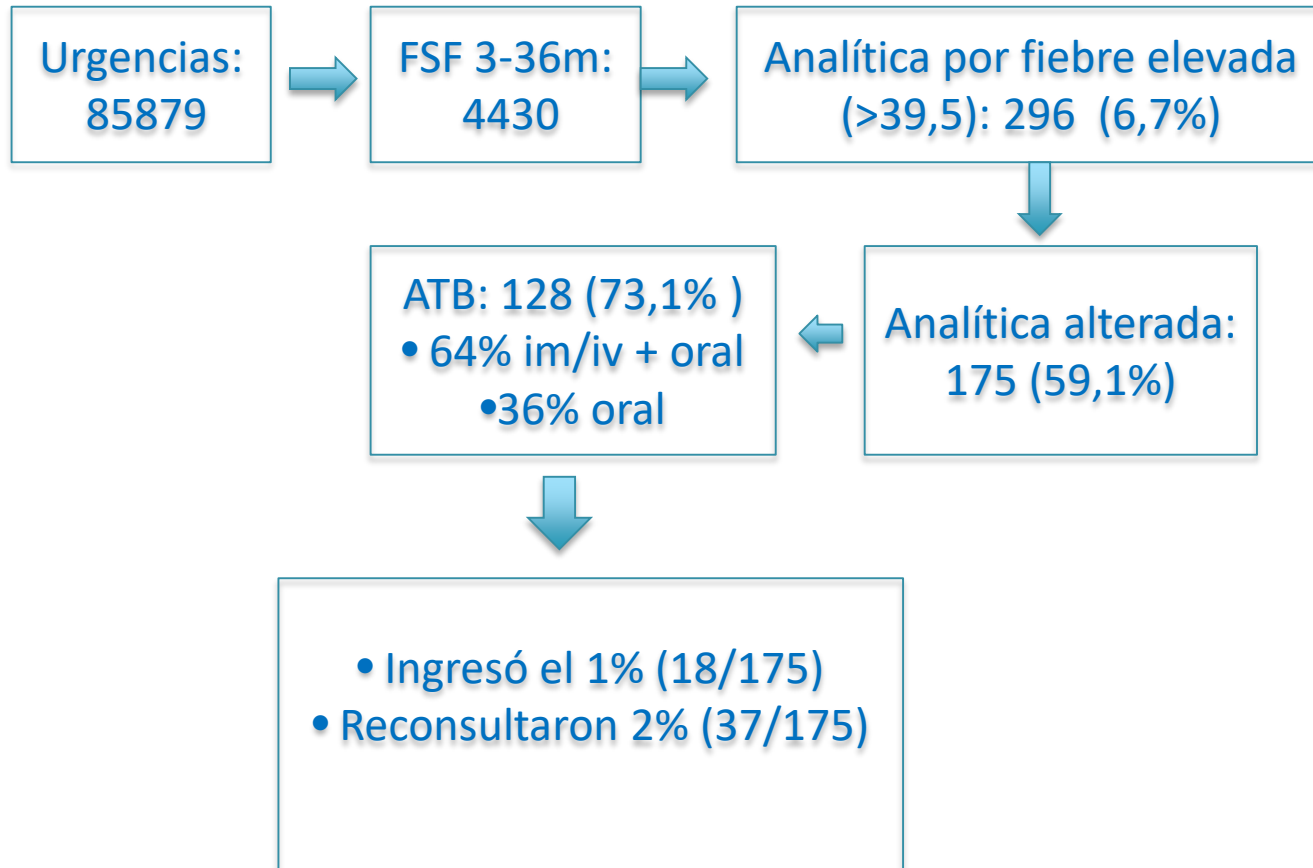 Urgencias:
85879
FSF 3-36m:
4430
Analítica por fiebre elevada
(>39,5): 296 (6,7%)
Analítica alterada:
175 (59,1%)
ATB: 128 (73,1% )
• 64% im/iv + oral
•36% oral
• Ingresó el 1% (18/175)
• Reconsultaron 2% (37/175)